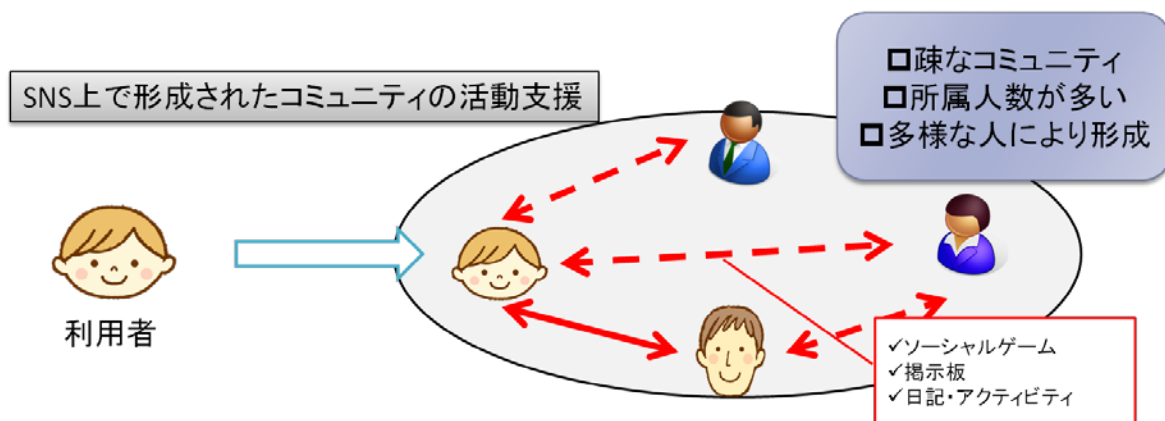 SNS上で形成されたコミュニティの活動支援
□疎なコミュニティ
□所属人数が多い
□多様な人により形成
利用者
✓ソーシャルゲーム
✓掲示板
✓日記・アクティビティ